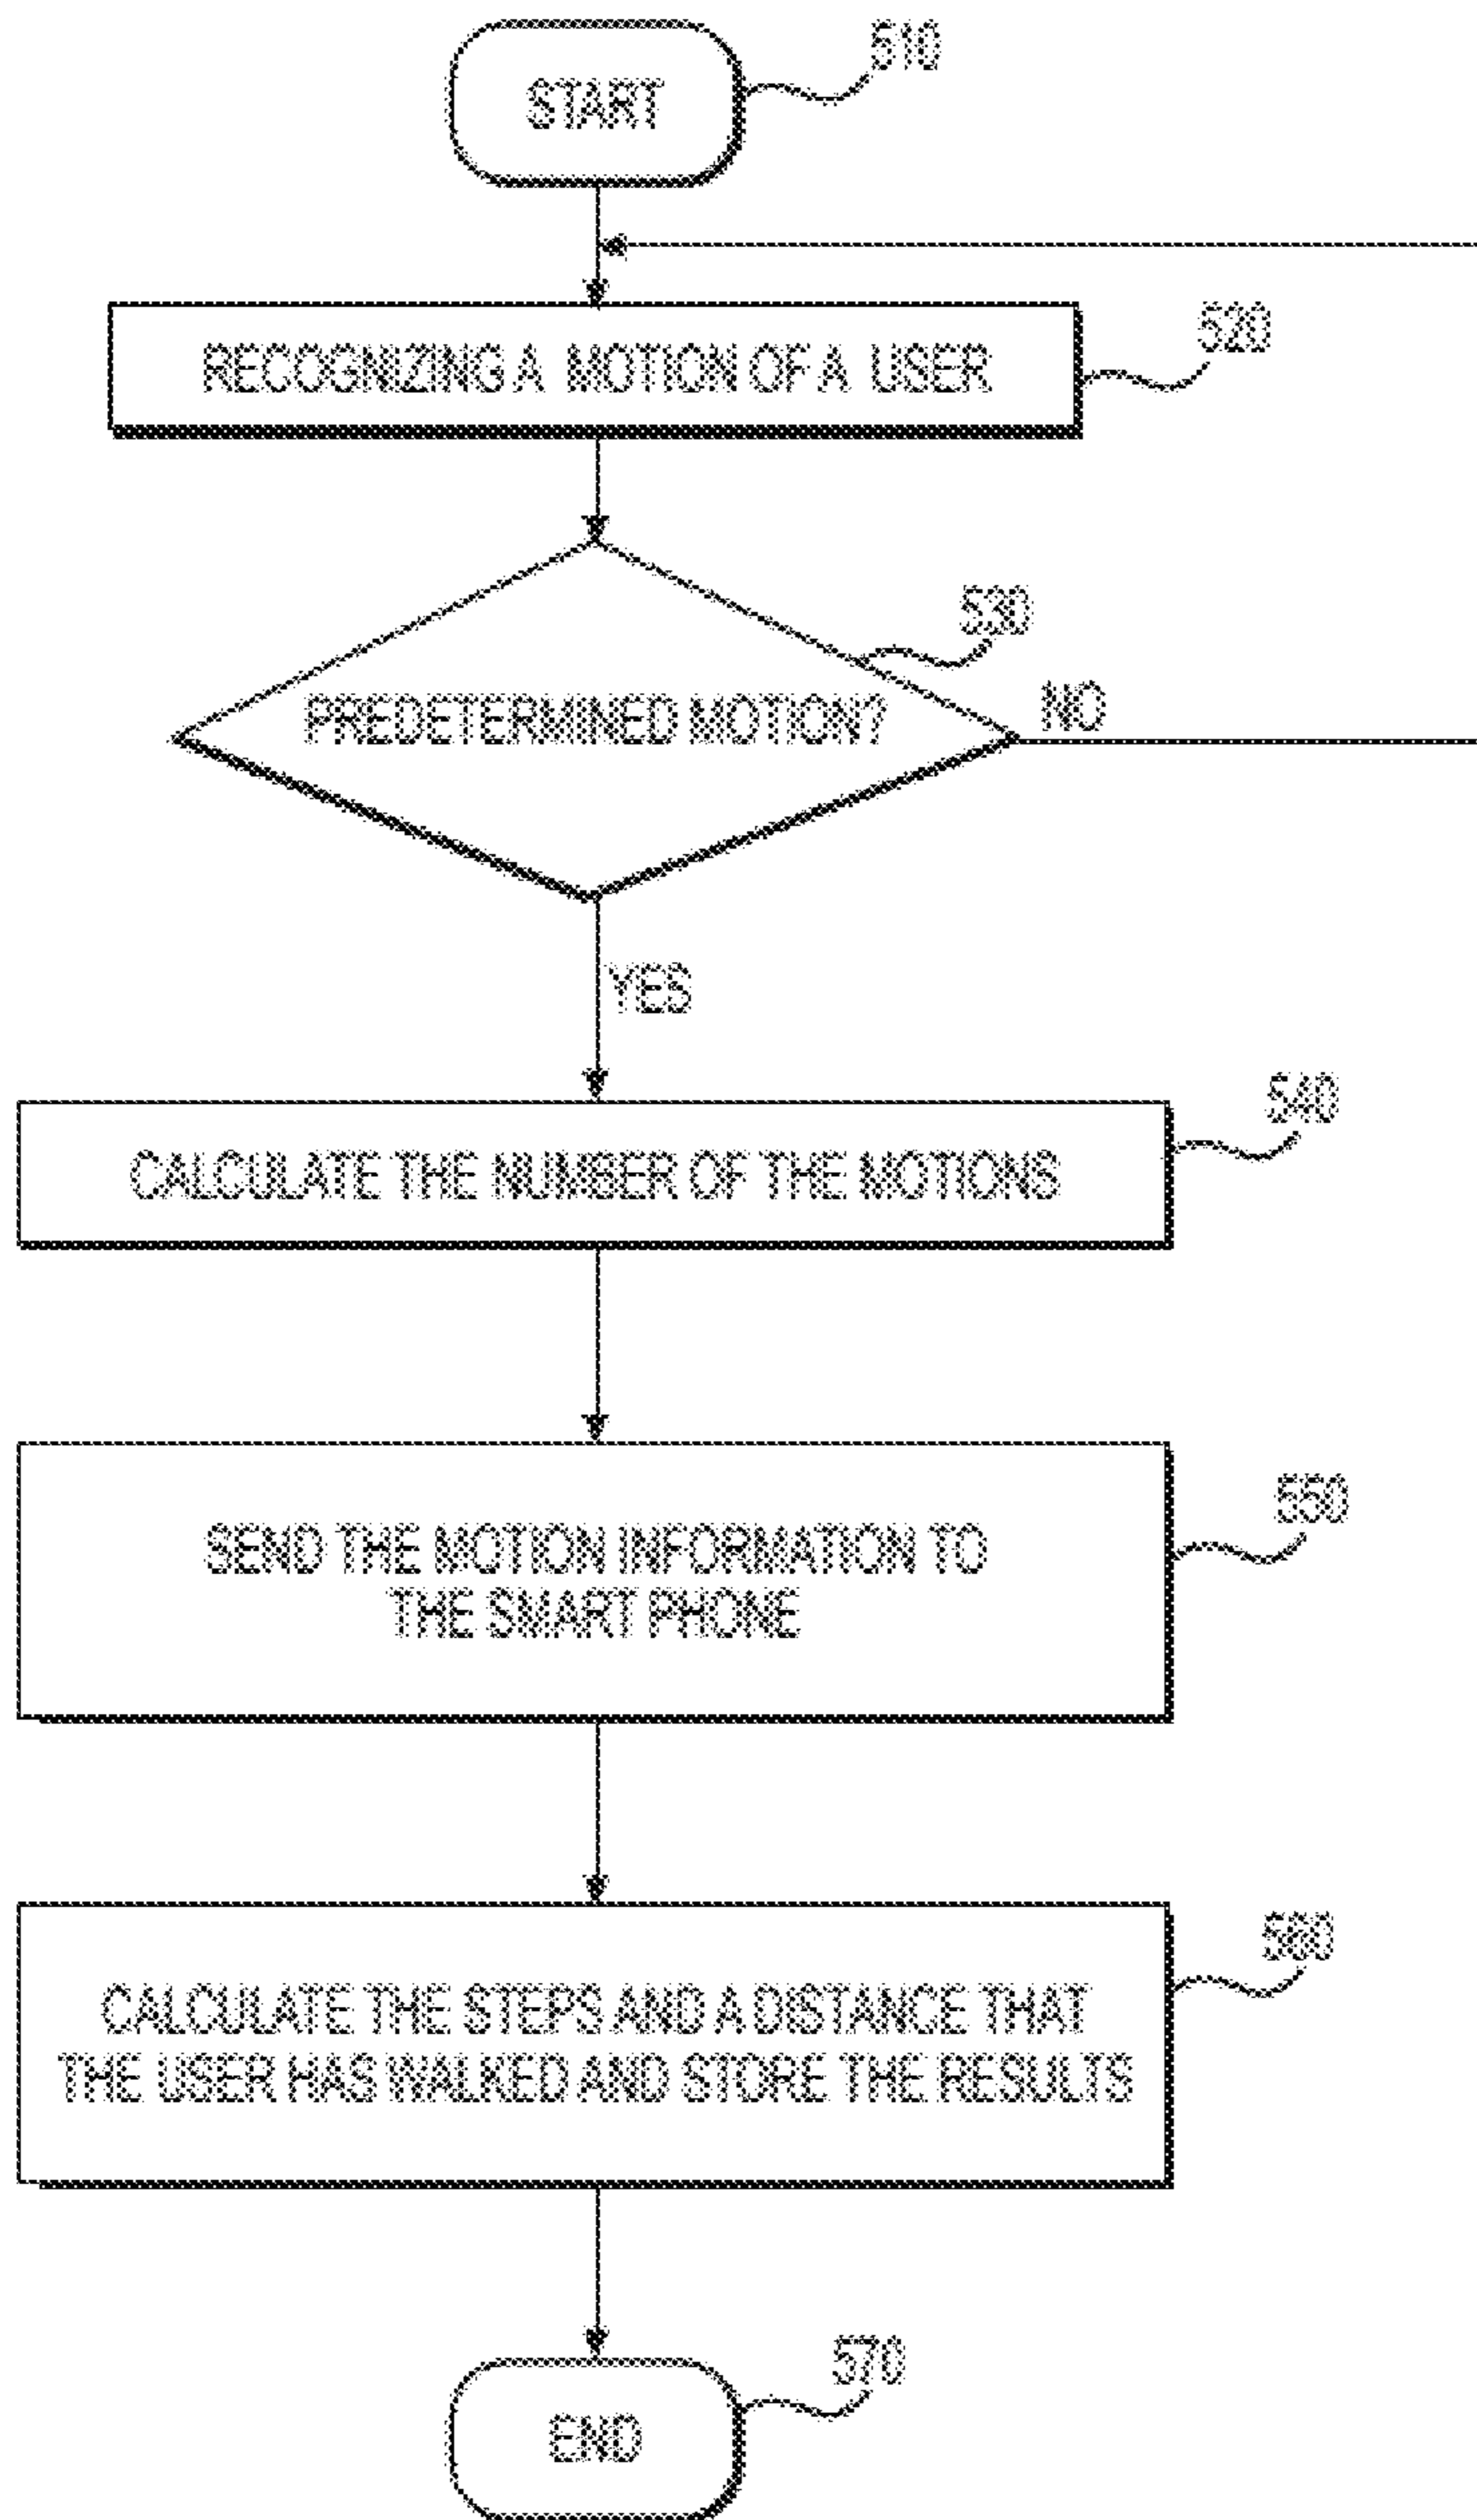 START
510
RECOGNIZING A MOTION OF A USER
520
530
PREDETERMINED MOTION?
NO
YES
540
CALCULATE THE NUMBER OF THE MOTIONS
550
SEND THE MOTION INFORMATION TO
THE SMART PHONE
560
CALCULATE THE STEPS AND A DISTANCE THAT
THE USER HAS WALKED AND STORE THE RESULTS
570
END